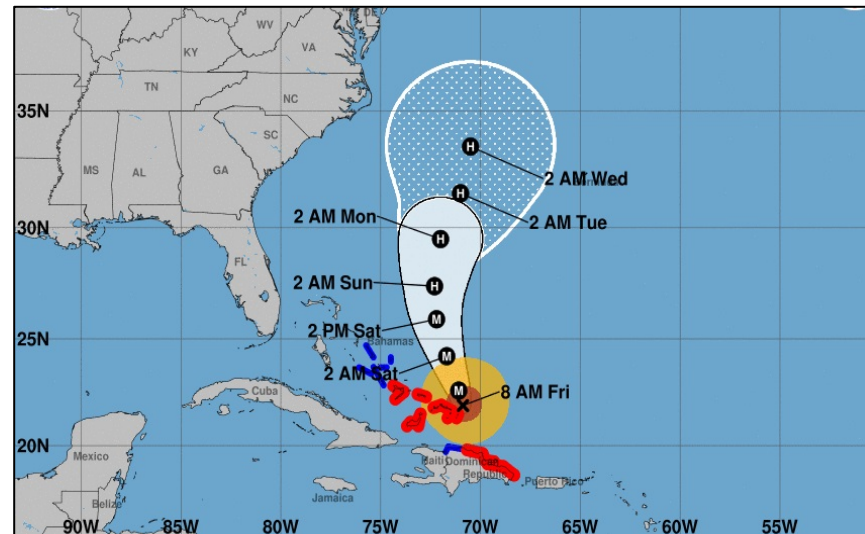 WV
DE
KY
VA
TN
NC
35N
SC
MS
AL
GA
2 AM Wed
2 AM Mon
2 AM Tue
30N
FL
2 AM Sun
2 PM Sat
Bahamas
25N
2 AM Sat
8 AM Fri
Cuba
20N
Mexico
Haiti
Dominican
Republic
Puerto Rico
Jamaica
Belize
90W
85W
80W
75W
70W
65W
60W
55W